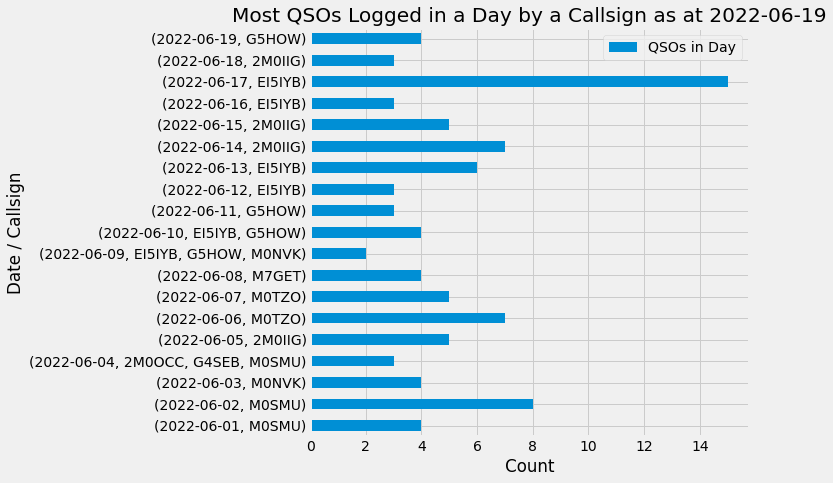 Most QSOs Logged in a Day by a Callsign as at 2022-06-19
QSOs in Day
Date / Callsign
(2022-06-19, G5HOW)
(2022-06-18, 2M0IIG)
(2022-06-17, EI5IYB)
(2022-06-16, EI5IYB)
(2022-06-15, 2M0IIG)
(2022-06-14, 2M0IIG)
(2022-06-13, EI5IYB)
(2022-06-12, EI5IYB)
(2022-06-11, G5HOW)
(2022-06-10, EI5IYB, G5HOW)
(2022-06-09, EI5IYB, G5HOW, M0NVK)
(2022-06-08, M7GET)
(2022-06-07, M0TZO)
(2022-06-06, M0TZO)
(2022-06-05, 2M0IIG)
(2022-06-04, 2M0OCC, G4SEB, M0SMU)
(2022-06-03, M0NVK)
(2022-06-02, M0SMU)
(2022-06-01, M0SMU)
0 2 4 6 8 10 12 14
Count